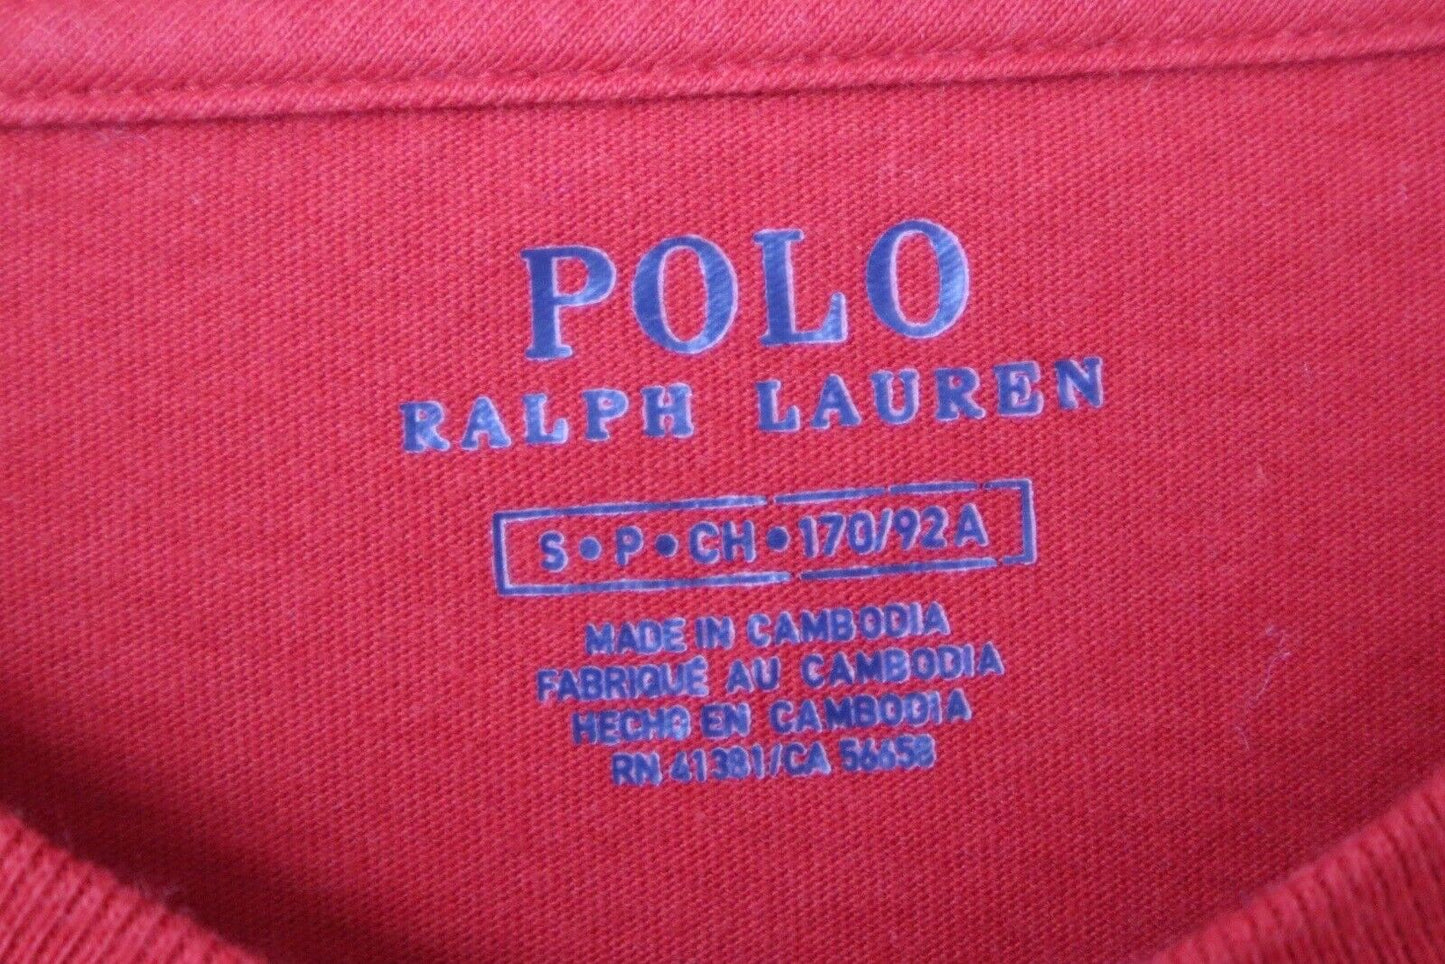 POLO
RALPH LAUREN
S • P • CH • 170/92A
MADE IN CAMBODIA
FABRIQUÉ AU CAMBODIA
HECHO EN CAMBODIA
RN 41381/CA 56658